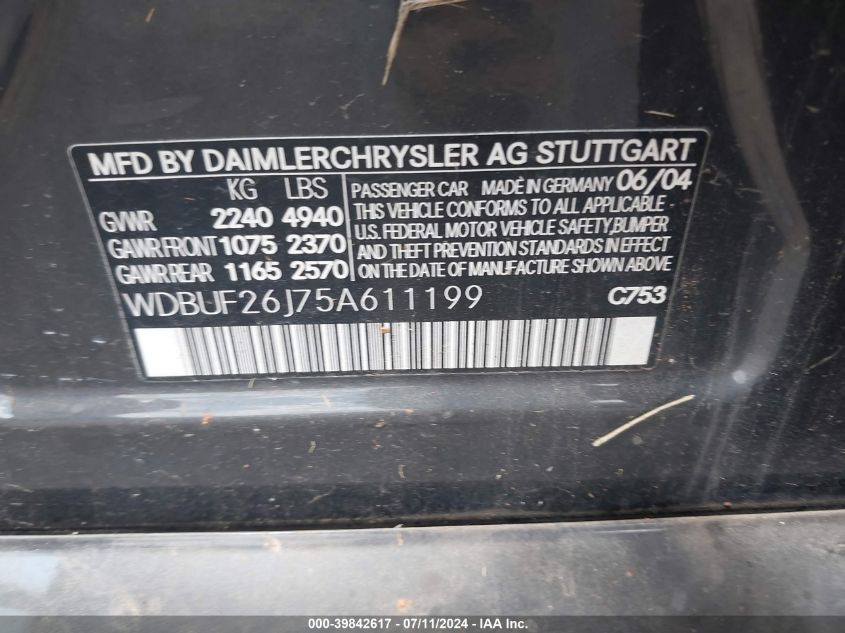 MFD BY DAIMLERCHRYSLER AG STUTTGART
KG LBS
GVWR 2240 4940
GAWR FRONT 1075 2370
GAWR REAR 1165 2570
PASSENGER CAR MADE IN GERMANY 06/04
THIS VEHICLE CONFORMS TO ALL APPLICABLE
U.S. FEDERAL MOTOR VEHICLE SAFETY,BUMPER
AND THEFT PREVENTION STANDARDS IN EFFECT
ON THE DATE OF MANUFACTURE SHOWN ABOVE
WDBUF26J75A611199 C753
000-39842617 - 07/11/2024 - IAAI Inc.